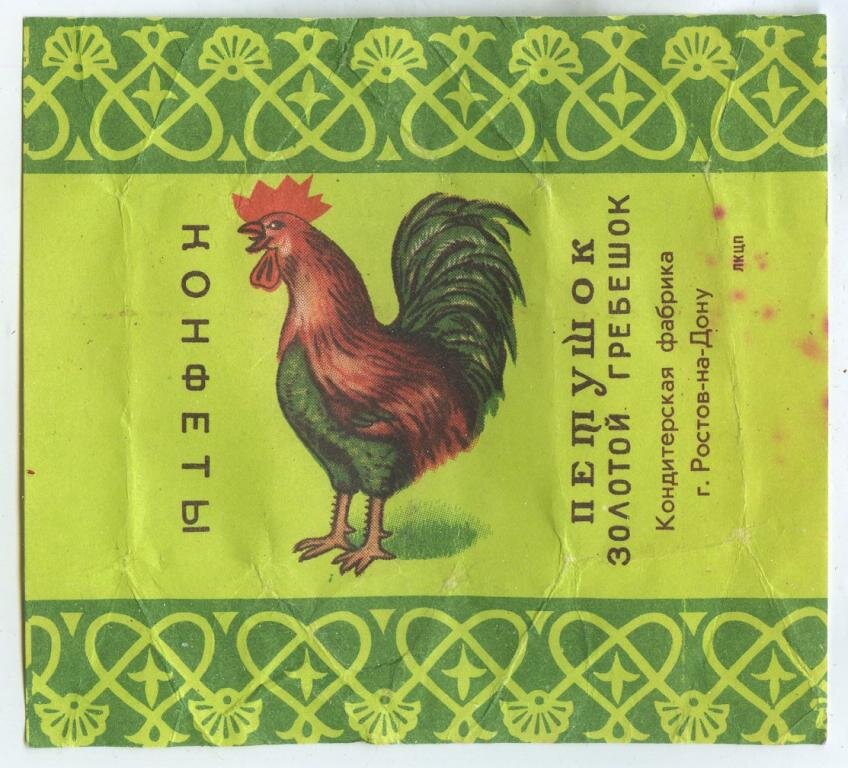 КОНФЕТЫ
ПЕТУШОК
ЗОЛОТОЙ ГРЕБЕШОК
Кондитерская фабрика
г. Ростов-на-Дону
ЛКЦП